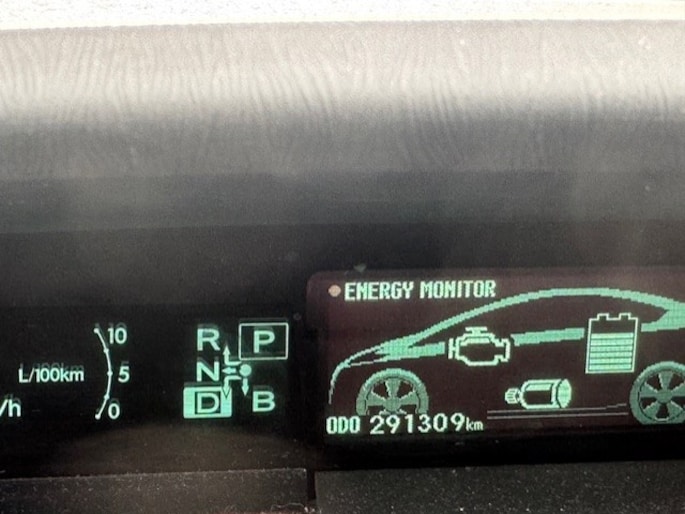 10
L/100km
5
/h
0
R P
N
D B
ENERGY MONITOR
ODO 291309km